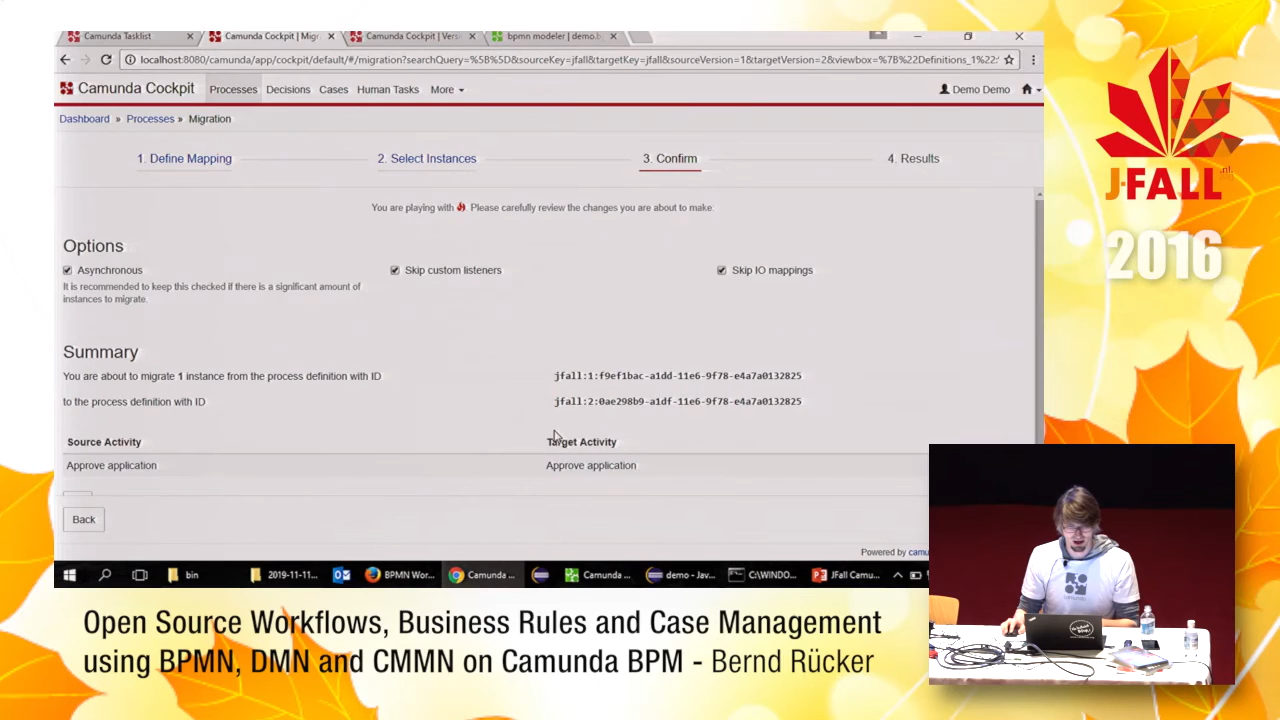 Camunda Tasklist
Camunda Cockpit | Migr
Camunda Cockpit | Vers
bpmn modeler | demo.b
localhost:8080/camunda/app/cockpit/default/#/migration?searchQuery=%5B%5D&sourceKey=jfall&targetKey=jfall&sourceVersion=1&targetVersion=2&viewbox=%7B%22Definitions_1%22:
Camunda Cockpit Processes Decisions Cases Human Tasks More Demo Demo
Dashboard » Processes » Migration
1. Define Mapping 2. Select Instances 3. Confirm 4. Results
You are playing with . Please carefully review the changes you are about to make:
Options
Asynchronous Skip custom listeners Skip IO mappings
It is recommended to keep this checked if there is a significant amount of
instances to migrate.
Summary
You are about to migrate 1 instance from the process definition with ID jfall:1:f9ef1bac-a1dd-11e6-9f78-e4a7a0132825
to the process definition with ID jfall:2:0ae298b9-a1df-11e6-9f78-e4a7a0132825
Source Activity Target Activity
Approve application Approve application
Back
Powered by camu
bin 2019-11-11... BPMN Wor... Camunda ... Camunda ... demo - Jav... C:\WINDO... JFall Camu...
J-FALL
.nl
2016
camunda
Open Source Workflows, Business Rules and Case Management
using BPMN, DMN and CMMN on Camunda BPM - Bernd Rücker